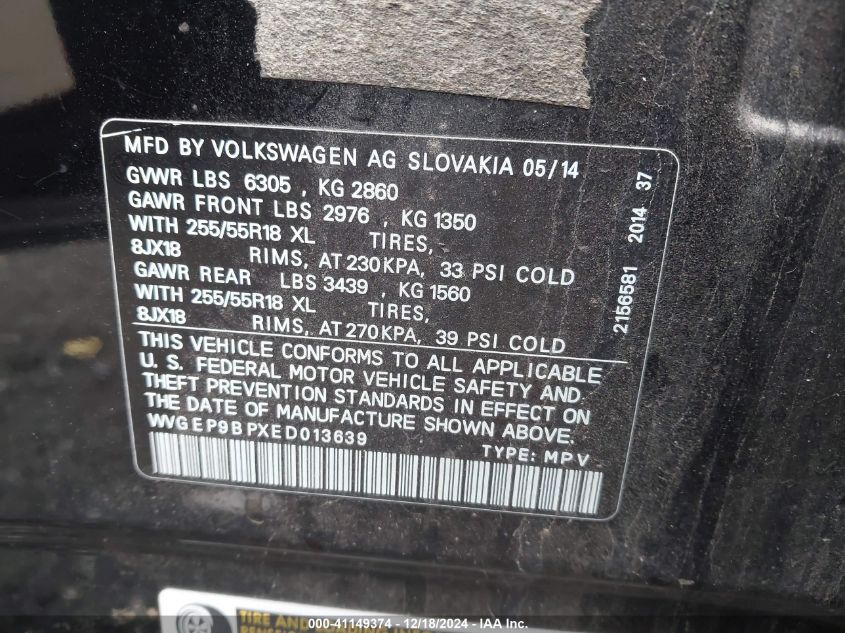 MFD BY VOLKSWAGEN AG SLOVAKIA 05/14
GVWR LBS 6305 , KG 2860
GAWR FRONT LBS 2976 , KG 1350
WITH 255/55R18 XL TIRES,
8JX18 RIMS, AT 230KPA, 33 PSI COLD
GAWR REAR LBS 3439 , KG 1560
WITH 255/55R18 XL TIRES,
8JX18 RIMS, AT 270KPA, 39 PSI COLD
THIS VEHICLE CONFORMS TO ALL APPLICABLE
U. S. FEDERAL MOTOR VEHICLE SAFETY AND
THEFT PREVENTION STANDARDS IN EFFECT ON
THE DATE OF MANUFACTURE SHOWN ABOVE.
WVGEP9BPXED013639
TYPE: MPV
2156581 2014 37
TIRE AND
000-41149374 - 12/18/2024 - IAA Inc.